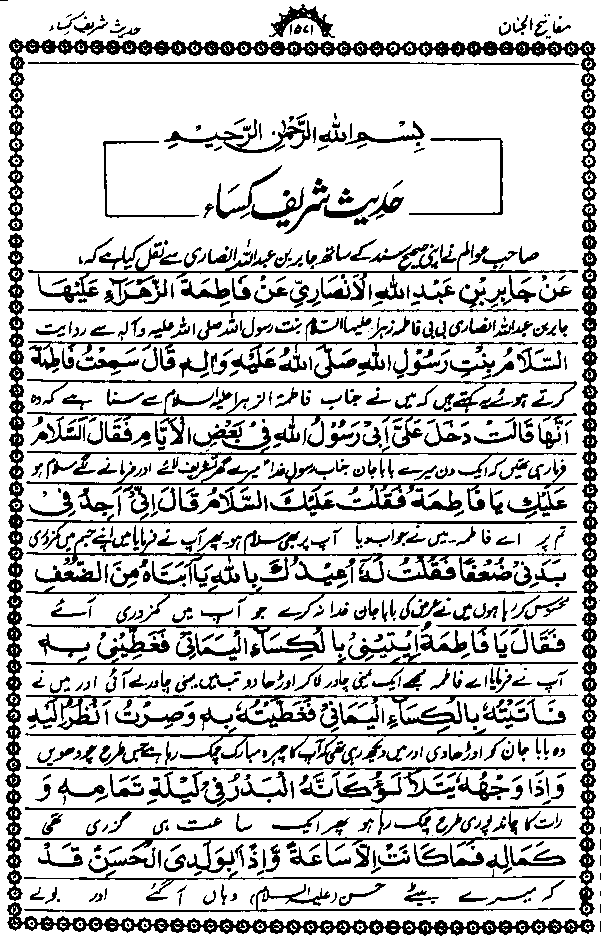 مفاتیح الجنان ۱۵۷۱ حدیث شریف کساء
بِسْمِ اللهِ الرَّحْمٰنِ الرَّحِيْمِ
حدیث شریف کِساء
صاحب عوالم نے اپنی صحیح سند کے ساتھ جابر بن عبداللہ انصاری سے نقل کیا ہے کہ،
عَنْ جَابِرِ بْنِ عَبْدِ اللهِ الْاَنْصَارِيِّ عَنْ فَاطِمَةَ الزَّهْرَآءِ عَلَيْهَا
جابر بن عبداللہ انصاری بی بی فاطمہ زہرا علیہا السلام بنت رسول اللہ صلی اللہ علیہ وآلہ سے روایت
السَّلَامُ بِنْتِ رَسُوْلِ اللهِ صَلَّى اللهُ عَلَيْهِ وَاٰلِهٖ قَالَ سَمِعْتُ فَاطِمَةَ
کرتے ہوئے یہ کہتے ہیں کہ میں نے جناب فاطمۃ الزہرا علیہا السلام سے سنا ہے کہ وہ
اَنَّهَا قَالَتْ دَخَلَ عَلَيَّ اَبِيْ رَسُوْلُ اللهِ فِيْ بَعْضِ الْاَيَّامِ فَقَالَ السَّلَامُ
فرما رہی تھیں کہ ایک دن میرے بابا جان جناب رسول خدا میرے گھر تشریف لائے اور فرمانے لگے سلام ہو
عَلَيْكِ يَا فَاطِمَةُ فَقُلْتُ عَلَيْكَ السَّلَامُ قَالَ اِنِّيْ اَجِدُ فِيْ
تم پر اے فاطمہ۔ میں نے جواب دیا آپ پر بھی سلام ہو۔ پھر آپ نے فرمایا میں اپنے جسم میں کمزوری
بَدَنِيْ ضُعْفًا فَقُلْتُ لَهٗ اُعِيْذُكَ بِاللهِ يَا اَبَتَاهُ مِنَ الضُّعْفِ
محسوس کر رہا ہوں میں نے عرض کی بابا جان خدا نہ کرے جو آپ میں کمزوری آئے
فَقَالَ يَا فَاطِمَةُ اِيْتِيْنِيْ بِالْكِسَاءِ الْيَمَانِيْ فَغَطِّيْنِيْ بِهٖ
آپ نے فرمایا اے فاطمہ مجھے ایک یمنی چادر لا کر اوڑھا دو تب میں یمنی چادر لے آئی اور میں نے
فَاَتَيْتُهٗ بِالْكِسَاءِ الْيَمَانِيْ فَغَطَّيْتُهٗ بِهٖ وَصِرْتُ اَنْظُرُ اِلَيْهِ
وہ بابا جان کو اوڑھا دی اور میں دیکھ رہی تھی کہ آپ کا چہرہ مبارک چمک رہا ہے جس طرح چودھویں
وَاِذَا وَجْهُهٗ يَتَلَاْلَؤُ كَاَنَّهُ الْبَدْرُ فِيْ لَيْلَةِ تَمَامِهٖ وَ
رات کا چاند پوری طرح چمک رہا ہو پھر ایک ساعت ہی گزری تھی
كَمَالِهٖ فَمَا كَانَتْ اِلَّا سَاعَةً وَّاِذًا بِوَلَدِيَ الْحَسَنِ قَدْ
کہ میرے بیٹے حسن (علیہ السلام) وہاں آ گئے اور بولے